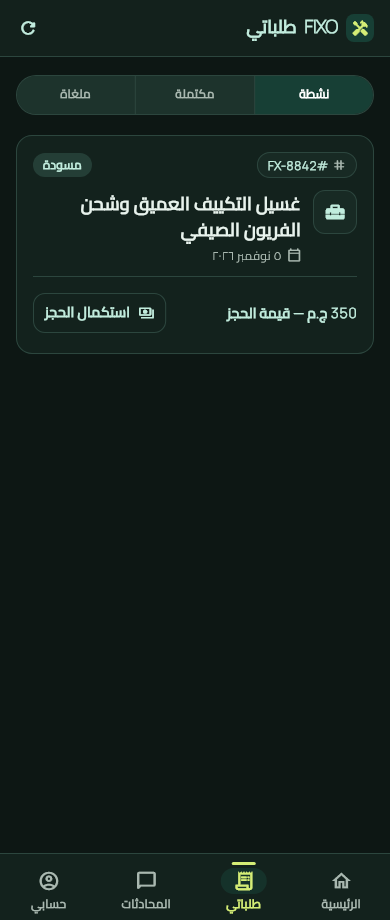 FIXO طلباتي
نشطة
مكتملة
ملغاة
# FX-8842#
مسودة
غسيل التكييف العميق وشحن
الفريون الصيفي
٥ نوفمبر ٢٠٢٦
350 ج.م — قيمة الحجز
استكمال الحجز
الرئيسية
طلباتي
المحادثات
حسابي